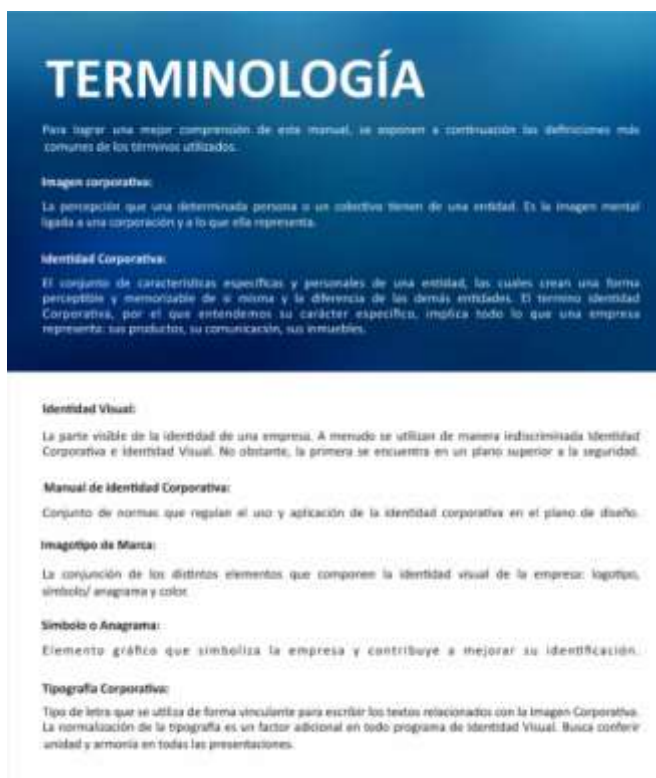 TERMINOLOGÍA
Para lograr una mejor comprensión de este manual, se exponen a continuación las definiciones más
comunes de los términos utilizados.
Imagen corporativa:
La percepción que una determinada persona o un colectivo tienen de una entidad. Es la imagen mental
ligada a una corporación y a lo que ella representa.
Identidad Corporativa:
El conjunto de características específicas y personales de una entidad, las cuales crean una forma
perceptible y memorizable de si misma y la diferencia de las demás entidades. El termino identidad
Corporativa, por el que entendemos su carácter específico, implica todo lo que una empresa
representa: sus productos, su comunicación, sus inmuebles.
Identidad Visual:
La parte visible de la identidad de una empresa. A menudo se utilizan de manera indiscriminada Identidad
Corporativa e Identidad Visual. No obstante, la primera se encuentra en un plano superior a la seguridad.
Manual de identidad Corporativa:
Conjunto de normas que regulan el uso y aplicación de la identidad corporativa en el plano de diseño.
Imagotipo de Marca:
La conjunción de los distintos elementos que componen la identidad visual de la empresa: logotipo,
simbolo/ anagrama y color.
Simbolo o Anagrama:
Elemento gráfico que simboliza la empresa y contribuye a mejorar su identificación.
Tipografía Corporativa:
Tipo de letra que se utiliza de forma vinculante para escribir los textos relacionados con la Imagen Corporativa.
La normalización de la tipografía es un factor adicional en todo programa de Identidad Visual. Busca conferir
unidad y armonía en todas las presentaciones.